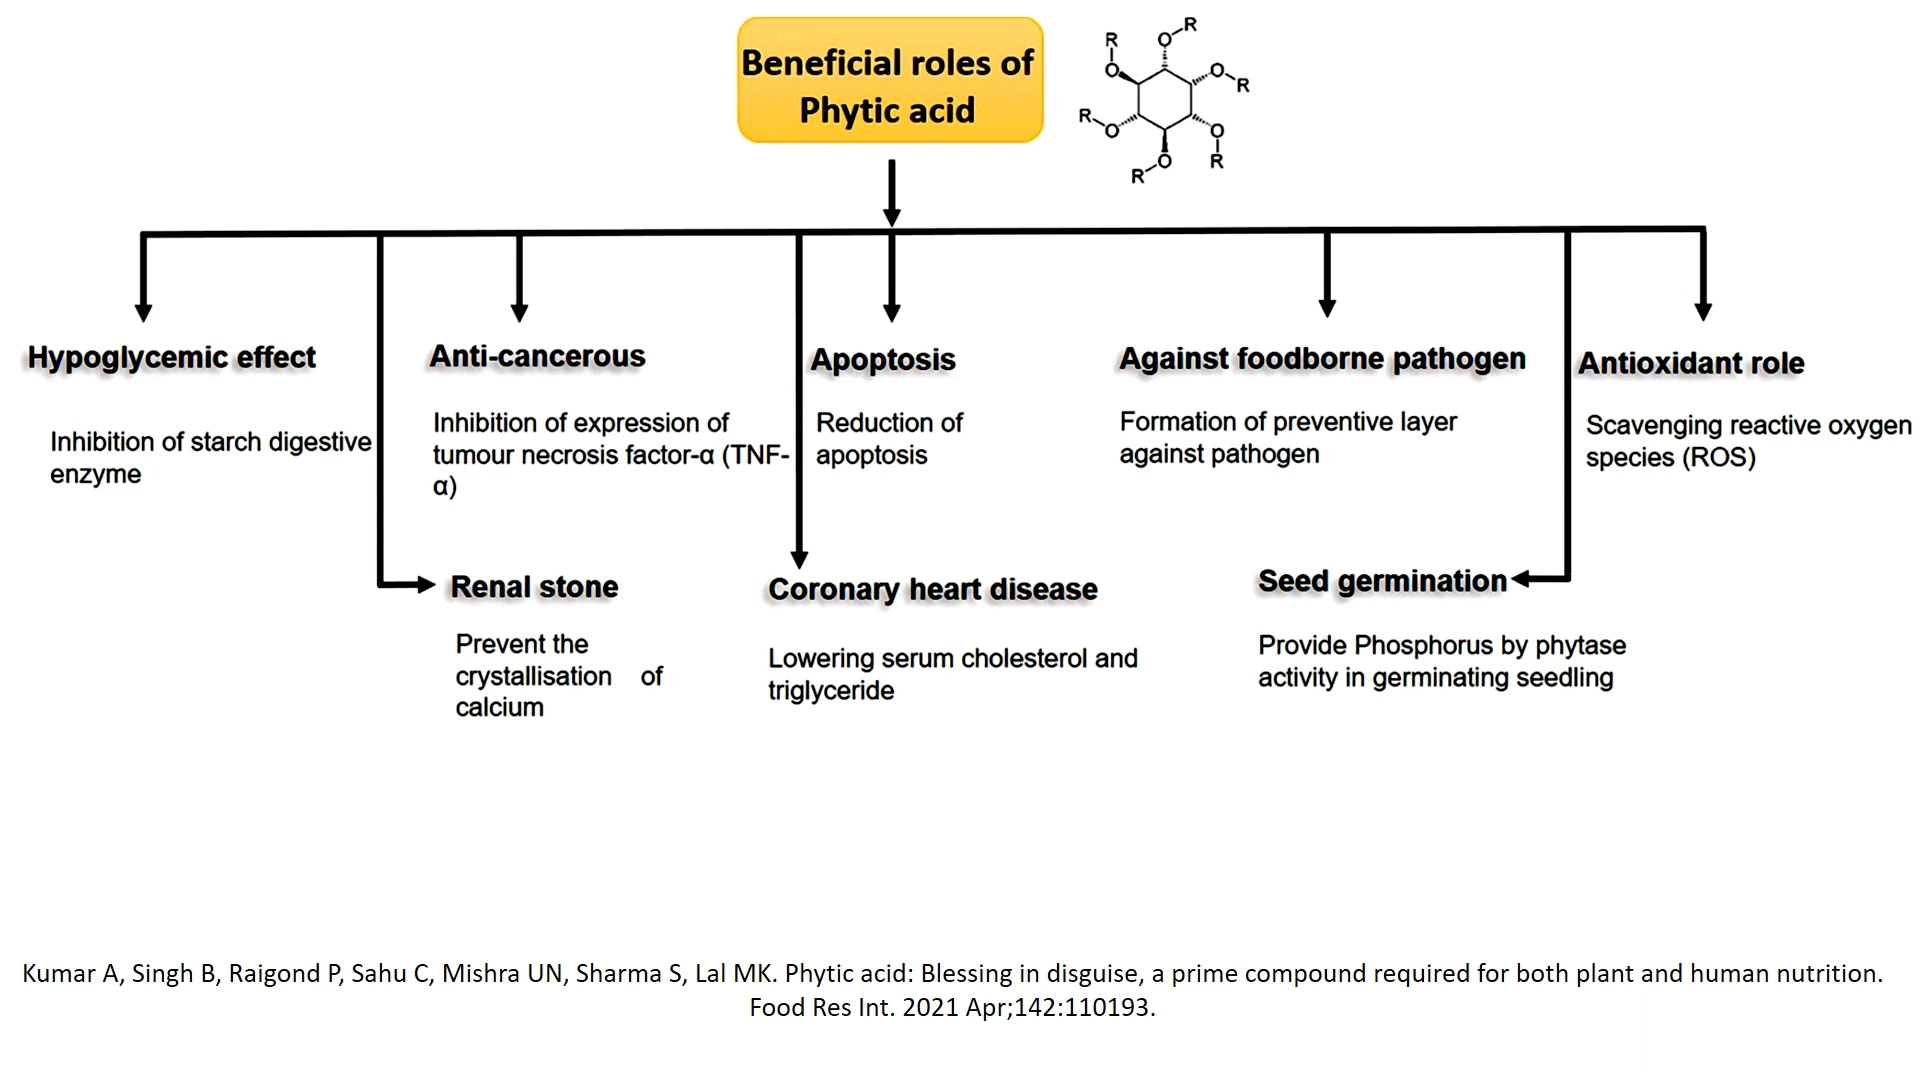 Beneficial roles of
Phytic acid
R
O
R
O
R
O
R
O
R
O
R
O
Hypoglycemic effect
Inhibition of starch digestive
enzyme
Anti-cancerous
Inhibition of expression of
tumour necrosis factor-α (TNF-
α)
Apoptosis
Reduction of
apoptosis
Against foodborne pathogen
Formation of preventive layer
against pathogen
Antioxidant role
Scavenging reactive oxygen
species (ROS)
Renal stone
Prevent the
crystallisation of
calcium
Coronary heart disease
Lowering serum cholesterol and
triglyceride
Seed germination
Provide Phosphorus by phytase
activity in germinating seedling
Kumar A, Singh B, Raigond P, Sahu C, Mishra UN, Sharma S, Lal MK. Phytic acid: Blessing in disguise, a prime compound required for both plant and human nutrition.
Food Res Int. 2021 Apr;142:110193.